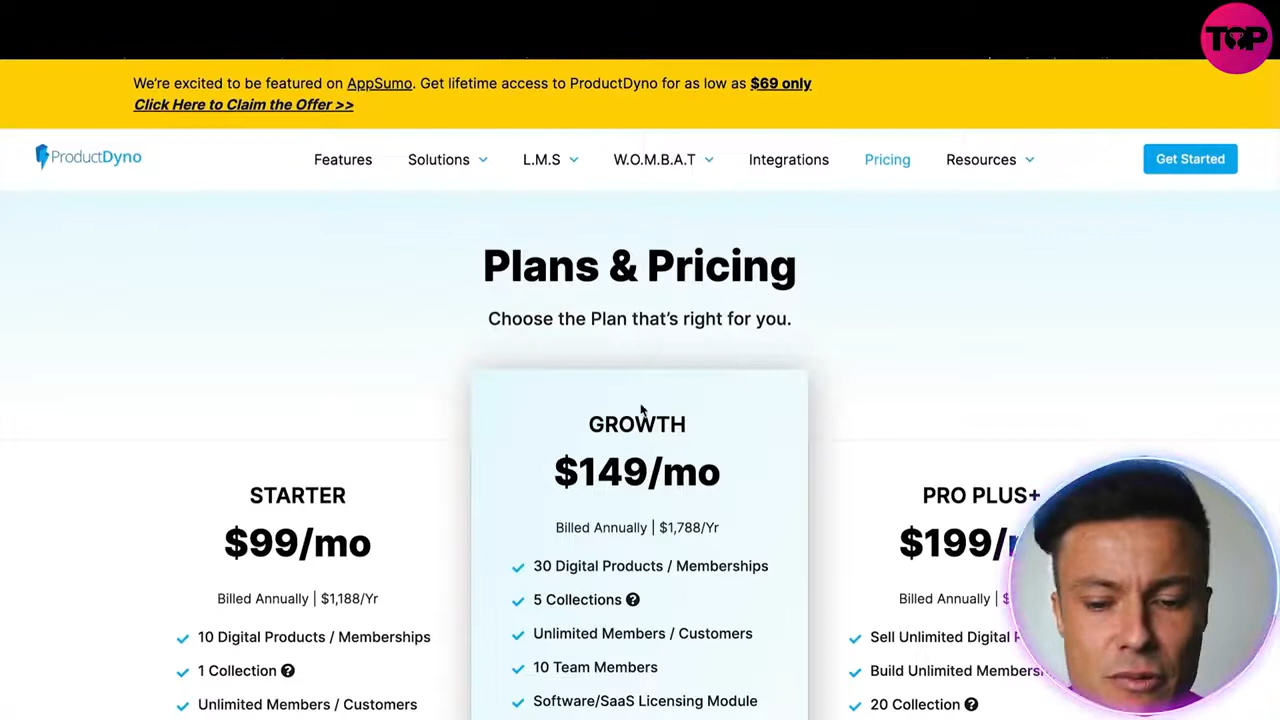 TOP
We're excited to be featured on AppSumo. Get lifetime access to ProductDyno for as low as $69 only
Click Here to Claim the Offer >>
ProductDyno
Features
Solutions
L.M.S
W.O.M.B.A.T
Integrations
Pricing
Resources
Get Started
Plans & Pricing
Choose the Plan that's right for you.
STARTER
$99/mo
Billed Annually | $1,188/Yr
10 Digital Products / Memberships
1 Collection ?
Unlimited Members / Customers
GROWTH
$149/mo
Billed Annually | $1,788/Yr
30 Digital Products / Memberships
5 Collections ?
Unlimited Members / Customers
10 Team Members
Software/SaaS Licensing Module
PRO PLUS+
$199/
Billed Annually | $
Sell Unlimited Digital
Build Unlimited
20 Collection ?